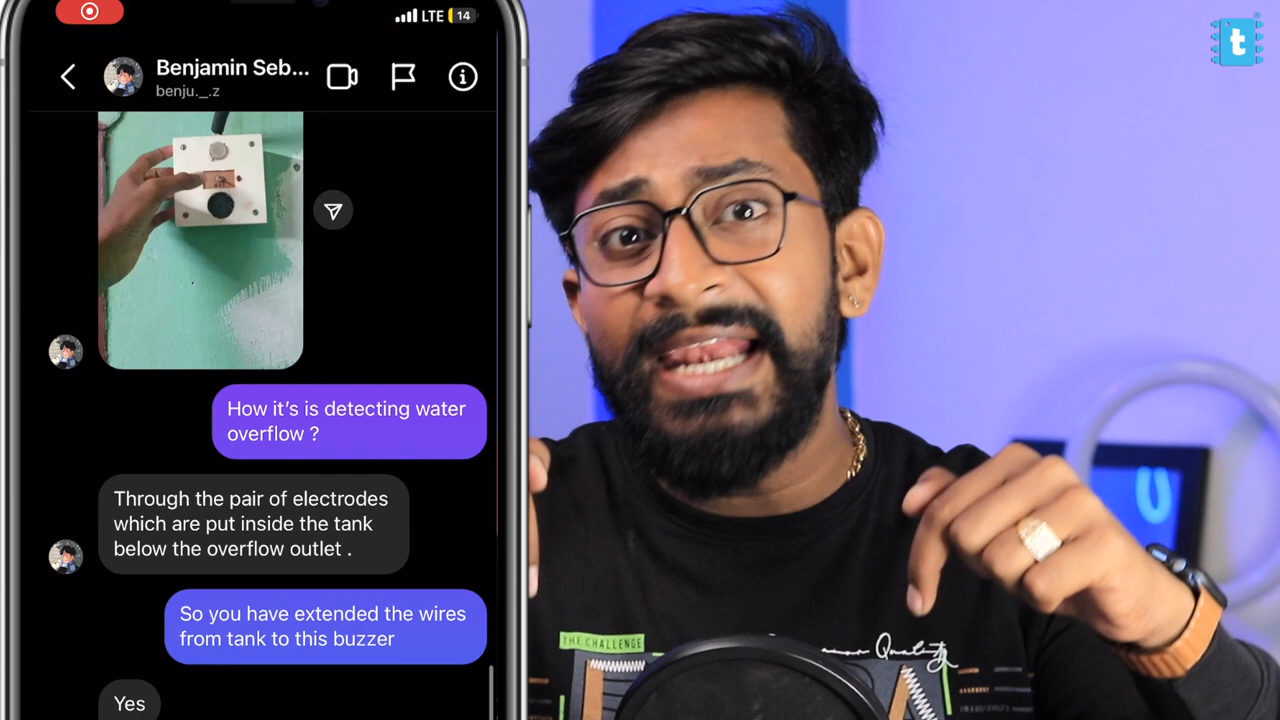 LTE 14
t
Benjamin Seb...
benju._.z
How it's is detecting water
overflow ?
Through the pair of electrodes
which are put inside the tank
below the overflow outlet .
So you have extended the wires
from tank to this buzzer
Yes
THE CHALLENGE
Quality